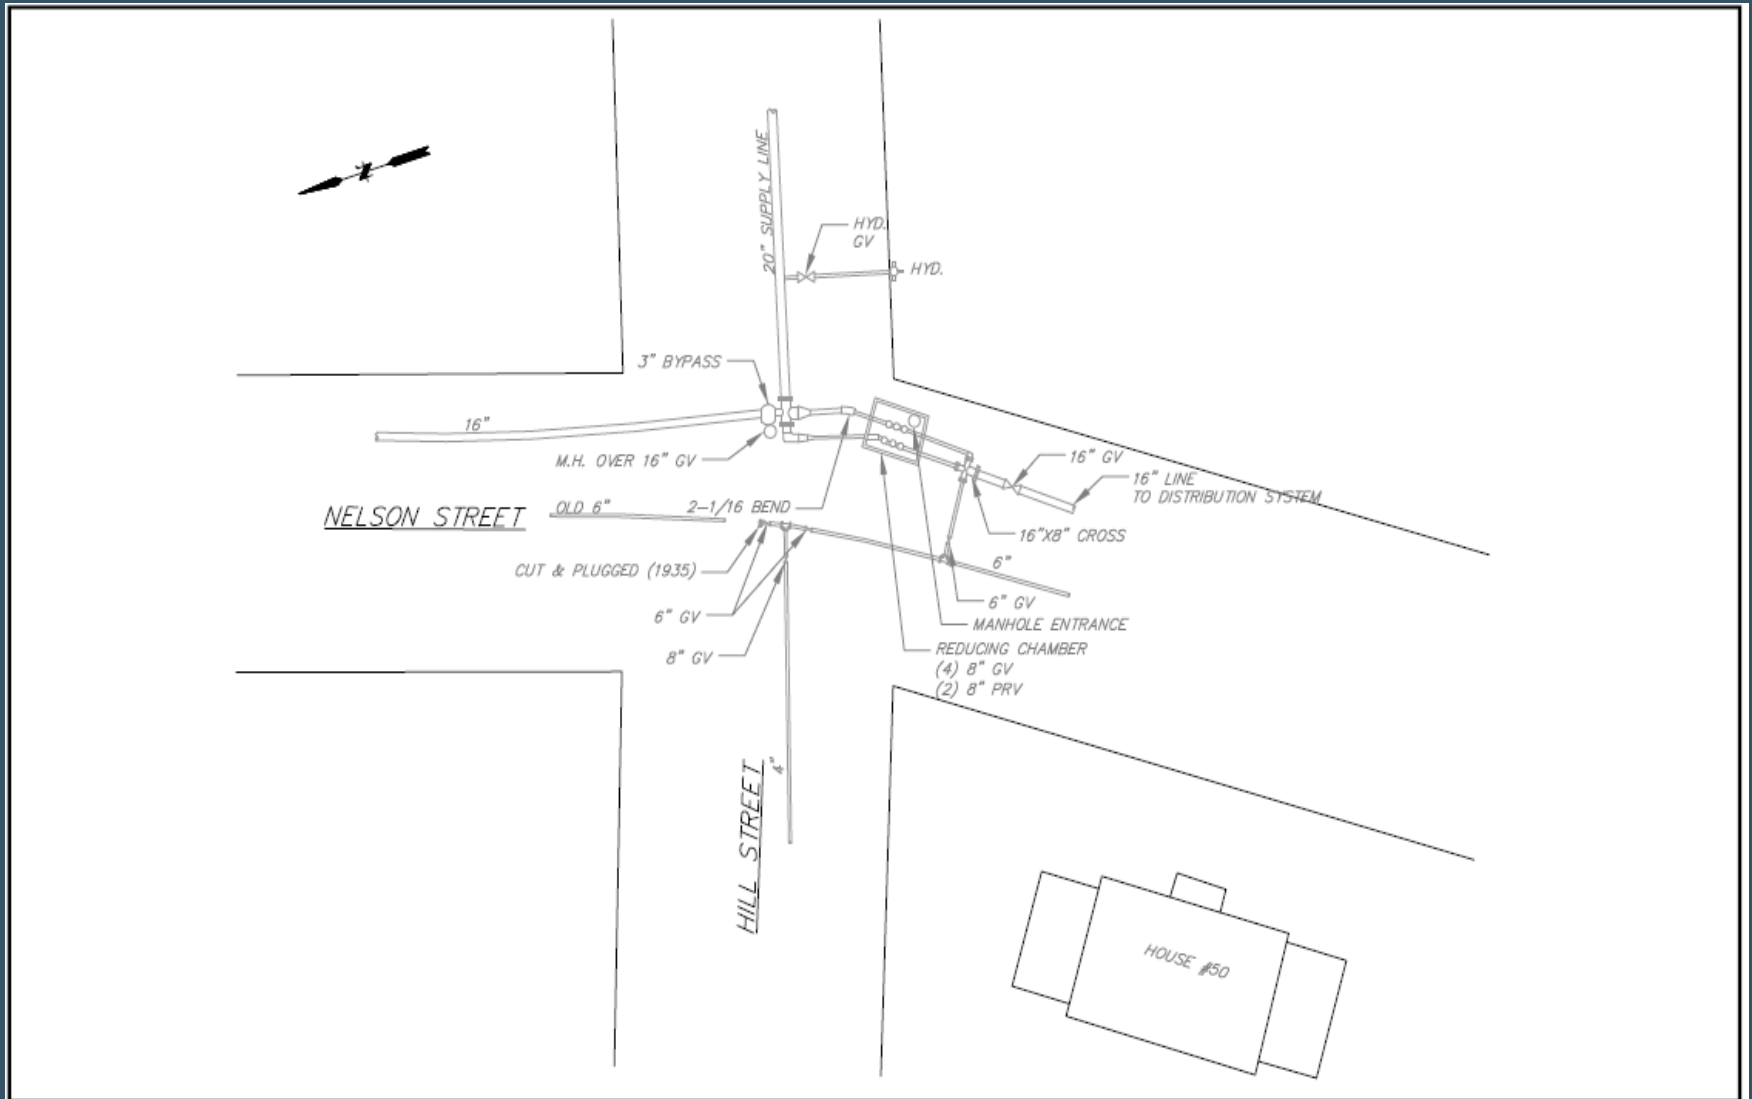 N
20" SUPPLY LINE
HYD.
GV
HYD.
3" BYPASS
16"
M.H. OVER 16" GV
16" GV
16" LINE
TO DISTRIBUTION SYSTEM
NELSON STREET
OLD 6"
2-1/16 BEND
16"X8" CROSS
CUT & PLUGGED (1935)
6"
6" GV
6" GV
MANHOLE ENTRANCE
8" GV
REDUCING CHAMBER
(4) 8" GV
(2) 8" PRV
4"
HILL STREET
HOUSE #50